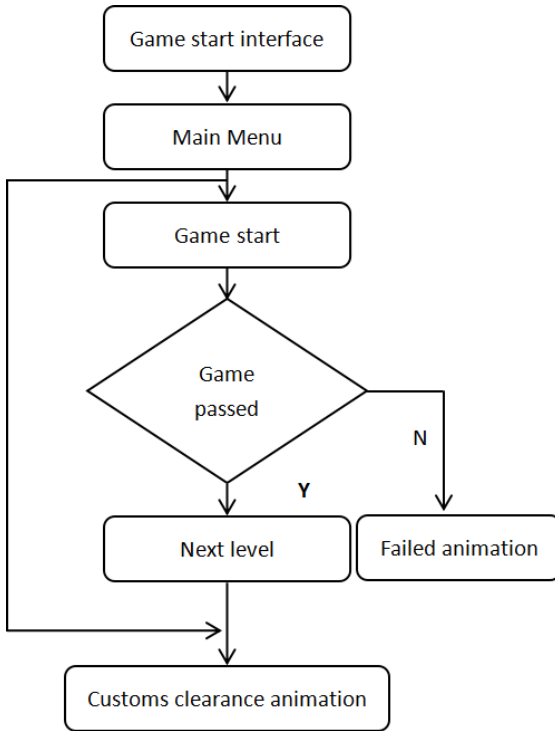 Game start interface
Main Menu
Game start
Game
passed
N
Y
Next level
Failed animation
Customs clearance animation